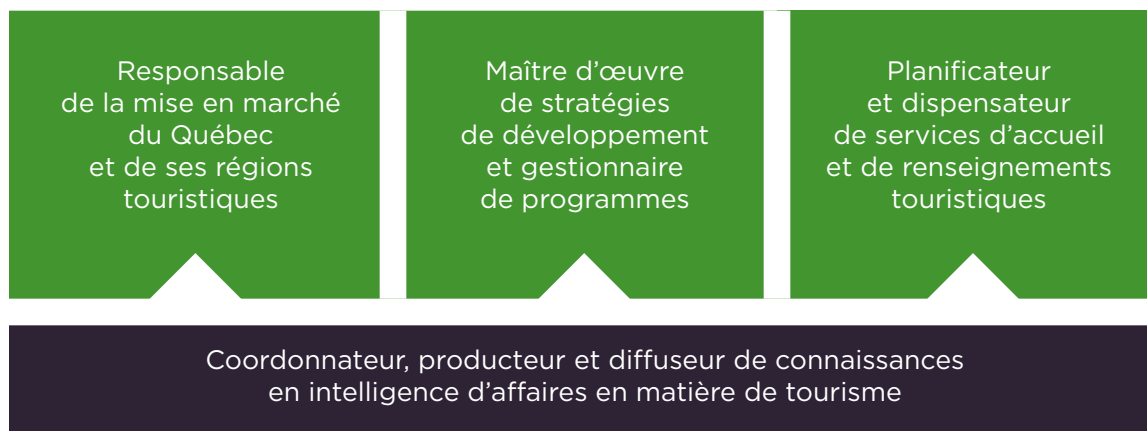 Responsable
de la mise en marché
du Québec
et de ses régions
touristiques
Maître d’œuvre
de stratégies
de développement
et gestionnaire
de programmes
Planificateur
et dispensateur
de services d’accueil
et de renseignements
touristiques
Coordonnateur, producteur et diffuseur de connaissances
en intelligence d’affaires en matière de tourisme